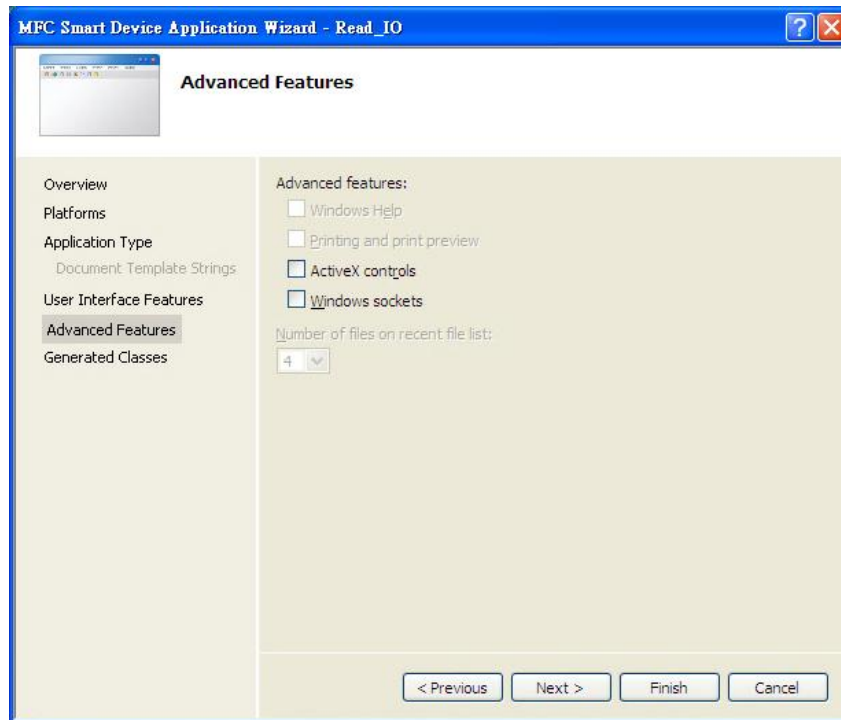 MFC Smart Device Application Wizard - Read_IO
Advanced Features
Overview
Platforms
Application Type
Document Template Strings
User Interface Features
Advanced Features
Generated Classes
Advanced features:
Windows Help
Printing and print preview
ActiveX controls
Windows sockets
Number of files on recent file list:
4
< Previous
Next >
Finish
Cancel